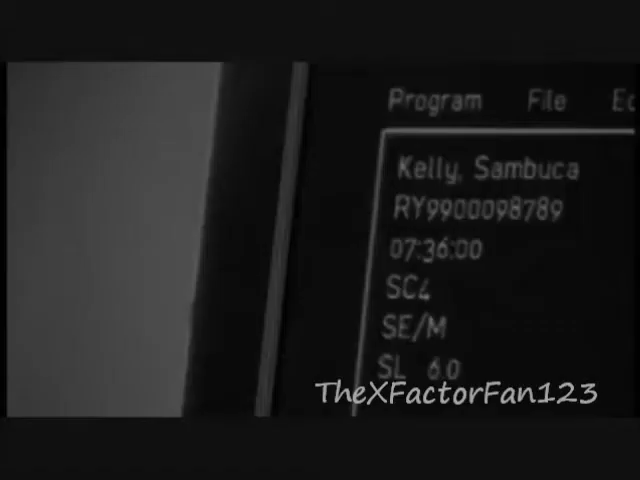 Program File
Kelly, Sambuca
RY9900098789
07:36:00
SC4
SE/M
SL 6.0
TheXFactorFan123